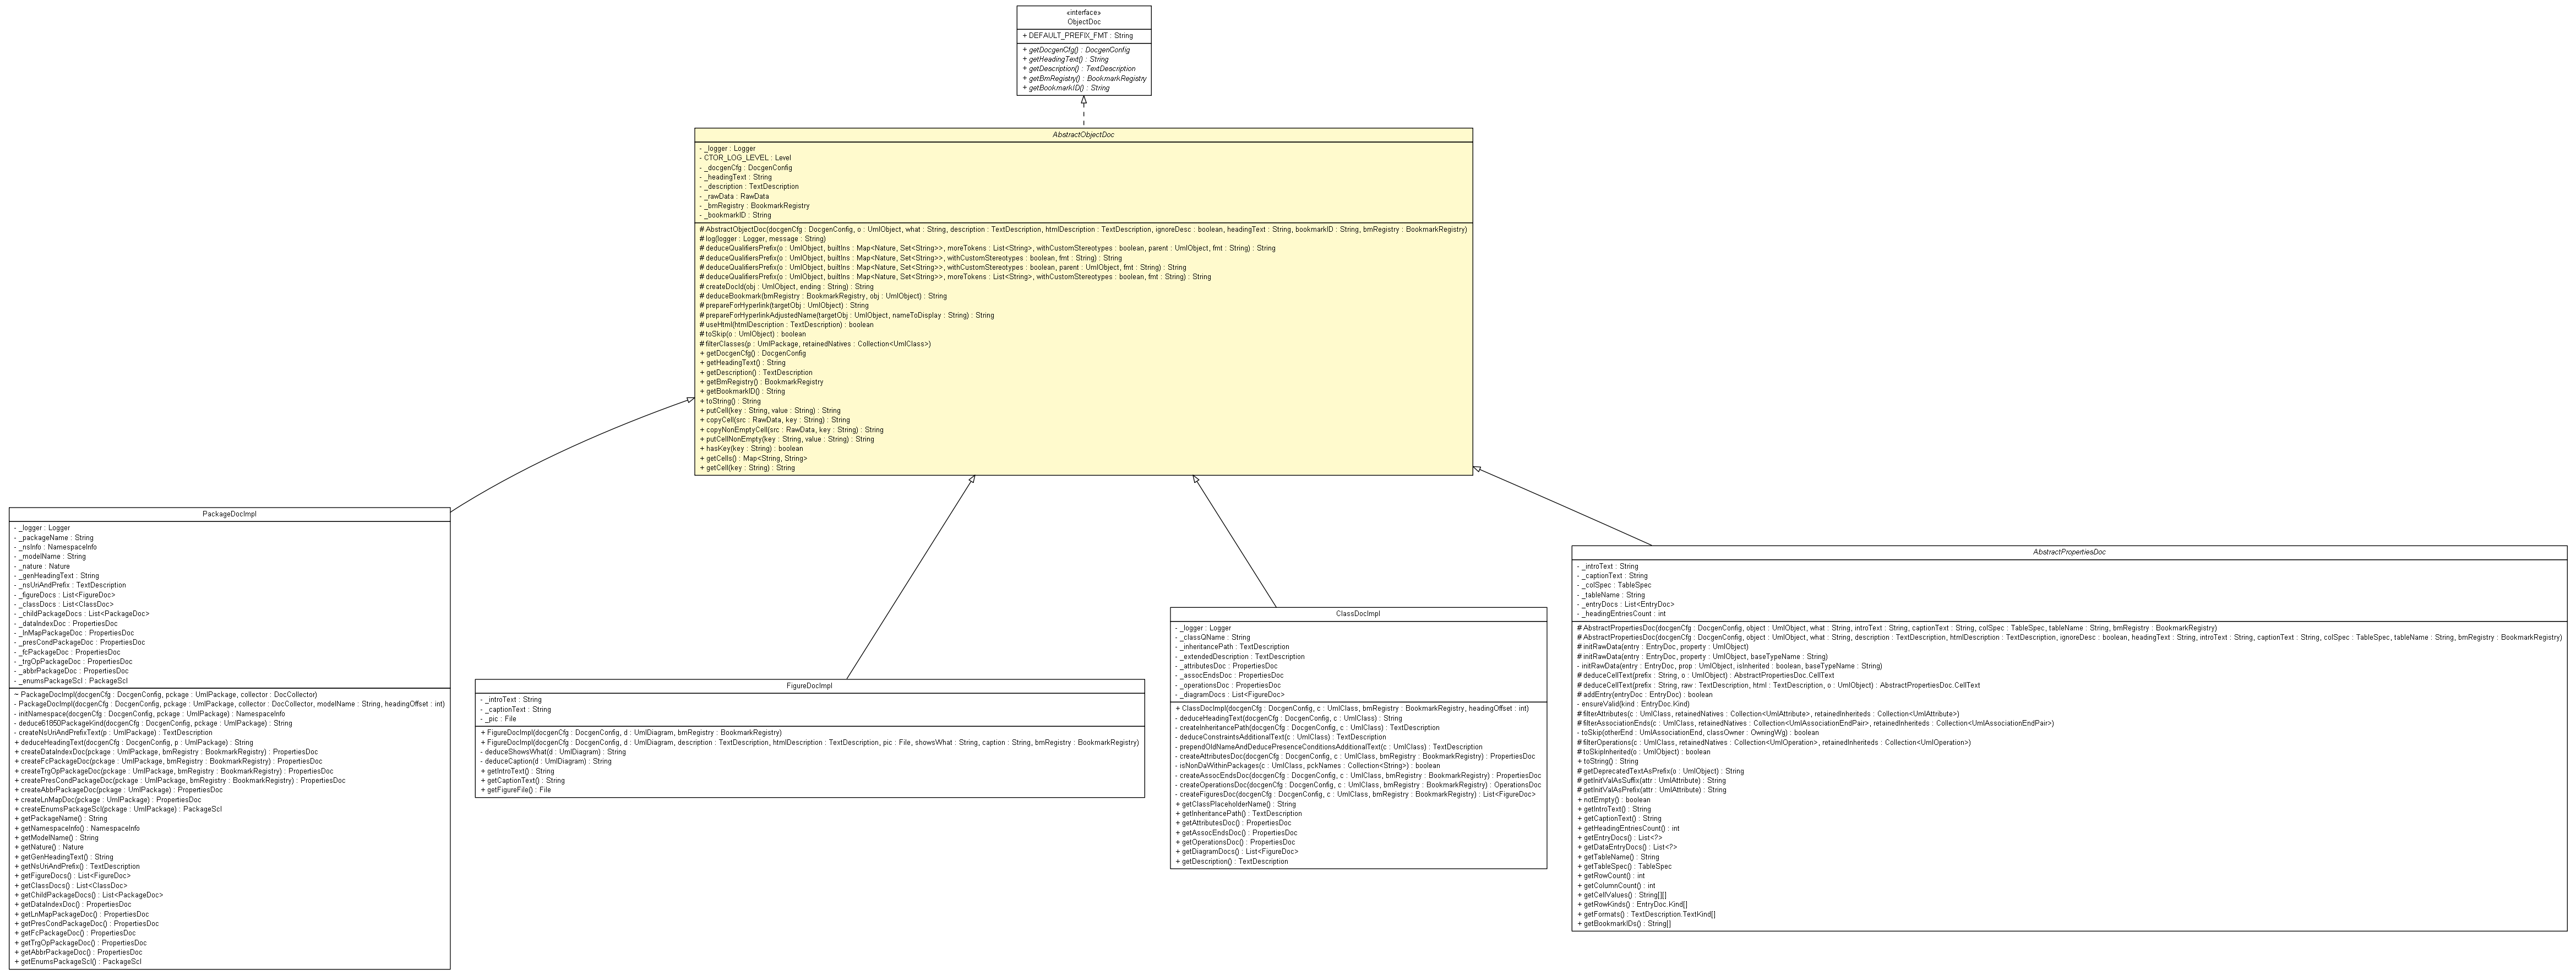 «interface»
ObjectDoc
+ DEFAULT_PREFIX_FMT : String
+ getDocgenCfg() : DocgenConfig
+ getHeadingText() : String
+ getDescription() : TextDescription
+ getBmRegistry() : BookmarkRegistry
+ getBookmarkID() : String
AbstractObjectDoc
- _logger : Logger
- CTOR_LOG_LEVEL : Level
- _docgenCfg : DocgenConfig
- _headingText : String
- _description : TextDescription
- _rawData : RawData
- _bmRegistry : BookmarkRegistry
- _bookmarkID : String
# AbstractObjectDoc(docgenCfg : DocgenConfig, o : UmlObject, what : String, description : TextDescription, htmlDescription : TextDescription, ignoreDesc : boolean, headingText : String, bookmarkID : String, bmRegistry : BookmarkRegistry)
# log(logger : Logger, message : String)
# deduceQualifiersPrefix(o : UmlObject, builtIns : Map<Nature, Set<String>>, moreTokens : List<String>, withCustomStereotypes : boolean, parent : UmlObject, fmt : String) : String
# deduceQualifiersPrefix(o : UmlObject, builtIns : Map<Nature, Set<String>>, withCustomStereotypes : boolean, fmt : String) : String
# deduceQualifiersPrefix(o : UmlObject, builtIns : Map<Nature, Set<String>>, withCustomStereotypes : boolean, parent : UmlObject, fmt : String) : String
# deduceQualifiersPrefix(o : UmlObject, builtIns : Map<Nature, Set<String>>, moreTokens : List<String>, withCustomStereotypes : boolean, fmt : String) : String
# createDocId(obj : UmlObject, ending : String) : String
# deduceBookmark(bmRegistry : BookmarkRegistry, obj : UmlObject) : String
# prepareForHyperlink(targetObj : UmlObject) : String
# prepareForHyperlinkAdjustedName(targetObj : UmlObject, nameToDisplay : String) : String
# useHtml(htmlDescription : TextDescription) : boolean
# toSkip(o : UmlObject) : boolean
# filterClasses(p : UmlPackage, retainedNatives : Collection<UmlClass>)
+ getDocgenCfg() : DocgenConfig
+ getHeadingText() : String
+ getDescription() : TextDescription
+ getBmRegistry() : BookmarkRegistry
+ getBookmarkID() : String
+ toString() : String
+ putCell(key : String, value : String) : String
+ copyCell(src : RawData, key : String) : String
+ copyNonEmptyCell(src : RawData, key : String) : String
+ putCellNonEmpty(key : String, value : String) : String
+ hasKey(key : String) : boolean
+ getCells() : Map<String, String>
+ getCell(key : String) : String
PackageDocImpl
- _logger : Logger
- _packageName : String
- _nsInfo : NamespaceInfo
- _modelName : String
- _nature : Nature
- _genHeadingText : String
- _nsUriAndPrefix : TextDescription
- _figureDocs : List<FigureDoc>
- _classDocs : List<ClassDoc>
- _childPackageDocs : List<PackageDoc>
- _dataIndexDoc : PropertiesDoc
- _lnMapPackageDoc : PropertiesDoc
- _presCondPackageDoc : PropertiesDoc
- _fcPackageDoc : PropertiesDoc
- _trgOpPackageDoc : PropertiesDoc
- _abbrPackageDoc : PropertiesDoc
- _enumsPackageScl : PackageScl
~ PackageDocImpl(docgenCfg : DocgenConfig, pckage : UmlPackage, collector : DocCollector)
- PackageDocImpl(docgenCfg : DocgenConfig, pckage : UmlPackage, collector : DocCollector, modelName : String, headingOffset : int)
- initNamespace(docgenCfg : DocgenConfig, pckage : UmlPackage) : NamespaceInfo
- deduce61850PackageKind(docgenCfg : DocgenConfig, pckage : UmlPackage) : String
- createNsUriAndPrefixText(p : UmlPackage) : TextDescription
+ deduceHeadingText(docgenCfg : DocgenConfig, p : UmlPackage) : String
+ createDataIndexDoc(pckage : UmlPackage, bmRegistry : BookmarkRegistry) : PropertiesDoc
+ createFcPackageDoc(pckage : UmlPackage, bmRegistry : BookmarkRegistry) : PropertiesDoc
+ createTrgOpPackageDoc(pckage : UmlPackage, bmRegistry : BookmarkRegistry) : PropertiesDoc
+ createPresCondPackageDoc(pckage : UmlPackage, bmRegistry : BookmarkRegistry) : PropertiesDoc
+ createAbbrPackageDoc(pckage : UmlPackage) : PropertiesDoc
+ createLnMapDoc(pckage : UmlPackage) : PropertiesDoc
+ createEnumsPackageScl(pckage : UmlPackage) : PackageScl
+ getPackageName() : String
+ getNamespaceInfo() : NamespaceInfo
+ getModelName() : String
+ getNature() : Nature
+ getGenHeadingText() : String
+ getNsUriAndPrefix() : TextDescription
+ getFigureDocs() : List<FigureDoc>
+ getClassDocs() : List<ClassDoc>
+ getChildPackageDocs() : List<PackageDoc>
+ getDataIndexDoc() : PropertiesDoc
+ getLnMapPackageDoc() : PropertiesDoc
+ getPresCondPackageDoc() : PropertiesDoc
+ getFcPackageDoc() : PropertiesDoc
+ getTrgOpPackageDoc() : PropertiesDoc
+ getAbbrPackageDoc() : PropertiesDoc
+ getEnumsPackageScl() : PackageScl
FigureDocImpl
- _introText : String
- _captionText : String
- _pic : File
+ FigureDocImpl(docgenCfg : DocgenConfig, d : UmlDiagram, bmRegistry : BookmarkRegistry)
+ FigureDocImpl(docgenCfg : DocgenConfig, d : UmlDiagram, description : TextDescription, htmlDescription : TextDescription, pic : File, showsWhat : String, caption : String, bmRegistry : BookmarkRegistry)
- deduceShowsWhat(d : UmlDiagram) : String
- deduceCaption(d : UmlDiagram) : String
+ getIntroText() : String
+ getCaptionText() : String
+ getFigureFile() : File
ClassDocImpl
- _logger : Logger
- _classQName : String
- _inheritancePath : TextDescription
- _extendedDescription : TextDescription
- _attributesDoc : PropertiesDoc
- _assocEndsDoc : PropertiesDoc
- _operationsDoc : PropertiesDoc
- _diagramDocs : List<FigureDoc>
+ ClassDocImpl(docgenCfg : DocgenConfig, c : UmlClass, bmRegistry : BookmarkRegistry, headingOffset : int)
- deduceHeadingText(docgenCfg : DocgenConfig, c : UmlClass) : String
- createInheritancePath(docgenCfg : DocgenConfig, c : UmlClass) : TextDescription
- deduceConstraintsAdditionalText(c : UmlClass) : TextDescription
- prependOldNameAndDeducePresenceConditionsAdditionalText(c : UmlClass) : TextDescription
- createAttributesDoc(docgenCfg : DocgenConfig, c : UmlClass, bmRegistry : BookmarkRegistry) : PropertiesDoc
- isNonDaWithinPackages(c : UmlClass, pckNames : Collection<String>) : boolean
- createAssocEndsDoc(docgenCfg : DocgenConfig, c : UmlClass, bmRegistry : BookmarkRegistry) : PropertiesDoc
- createOperationsDoc(docgenCfg : DocgenConfig, c : UmlClass, bmRegistry : BookmarkRegistry) : OperationsDoc
- createFiguresDoc(docgenCfg : DocgenConfig, c : UmlClass, bmRegistry : BookmarkRegistry) : List<FigureDoc>
+ getClassPlaceholderName() : String
+ getInheritancePath() : TextDescription
+ getAttributesDoc() : PropertiesDoc
+ getAssocEndsDoc() : PropertiesDoc
+ getOperationsDoc() : PropertiesDoc
+ getDiagramDocs() : List<FigureDoc>
+ getDescription() : TextDescription
AbstractPropertiesDoc
- _introText : String
- _captionText : String
- _colSpec : TableSpec
- _tableName : String
- _entryDocs : List<EntryDoc>
- _headingEntriesCount : int
# AbstractPropertiesDoc(docgenCfg : DocgenConfig, object : UmlObject, what : String, introText : String, captionText : String, colSpec : TableSpec, tableName : String, bmRegistry : BookmarkRegistry)
# AbstractPropertiesDoc(docgenCfg : DocgenConfig, object : UmlObject, what : String, description : TextDescription, htmlDescription : TextDescription, ignoreDesc : boolean, headingText : String, introText : String, captionText : String, colSpec : TableSpec, tableName : String, bmRegistry : BookmarkRegistry)
# initRawData(entry : EntryDoc, property : UmlObject)
# initRawData(entry : EntryDoc, property : UmlObject, baseTypeName : String)
- initRawData(entry : EntryDoc, prop : UmlObject, isInherited : boolean, baseTypeName : String)
# deduceCellText(prefix : String, o : UmlObject) : AbstractPropertiesDoc.CellText
# deduceCellText(prefix : String, raw : TextDescription, html : TextDescription, o : UmlObject) : AbstractPropertiesDoc.CellText
# addEntry(entryDoc : EntryDoc) : boolean
- ensureValid(kind : EntryDoc.Kind)
# filterAttributes(c : UmlClass, retainedNatives : Collection<UmlAttribute>, retainedInheriteds : Collection<UmlAttribute>)
# filterAssociationEnds(c : UmlClass, retainedNatives : Collection<UmlAssociationEndPair>, retainedInheriteds : Collection<UmlAssociationEndPair>)
- toSkip(otherEnd : UmlAssociationEnd, classOwner : OwningWg) : boolean
# filterOperations(c : UmlClass, retainedNatives : Collection<UmlOperation>, retainedInheriteds : Collection<UmlOperation>)
# toSkipInherited(o : UmlObject) : boolean
+ toString() : String
# getDeprecatedTextAsPrefix(o : UmlObject) : String
# getInitValAsSuffix(attr : UmlAttribute) : String
# getInitValAsPrefix(attr : UmlAttribute) : String
+ notEmpty() : boolean
+ getIntroText() : String
+ getCaptionText() : String
+ getHeadingEntriesCount() : int
+ getEntryDocs() : List<?>
+ getDataEntryDocs() : List<?>
+ getTableName() : String
+ getTableSpec() : TableSpec
+ getRowCount() : int
+ getColumnCount() : int
+ getCellValues() : String[][]
+ getRowKinds() : EntryDoc.Kind[]
+ getFormats() : TextDescription.TextKind[]
+ getBookmarkIDs() : String[]